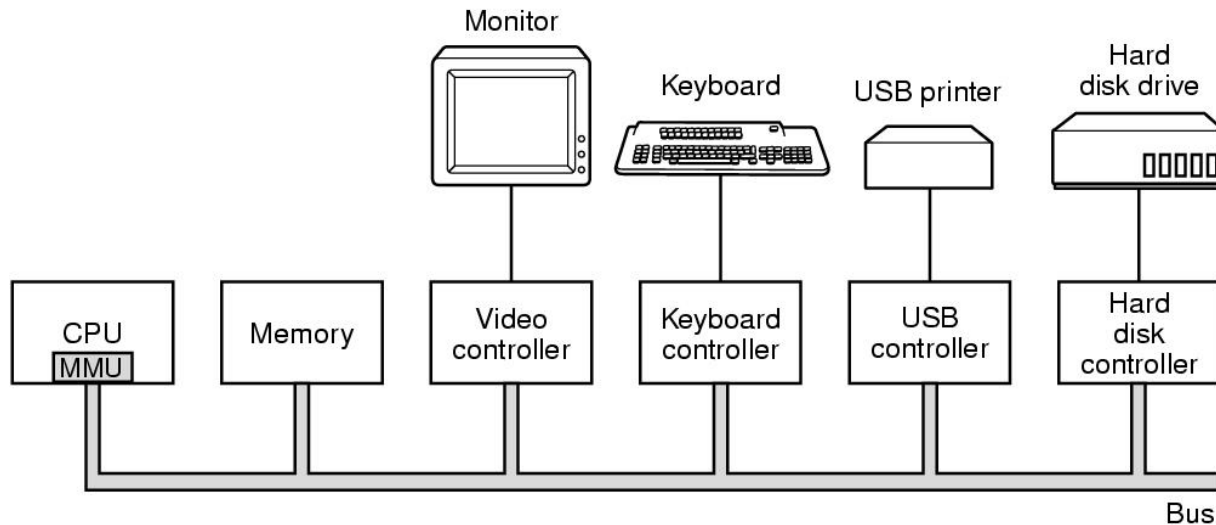 Monitor
Keyboard
USB printer
Hard
disk drive
CPU
MMU
Memory
Video
controller
Keyboard
controller
USB
controller
Hard
disk
controller
Bus